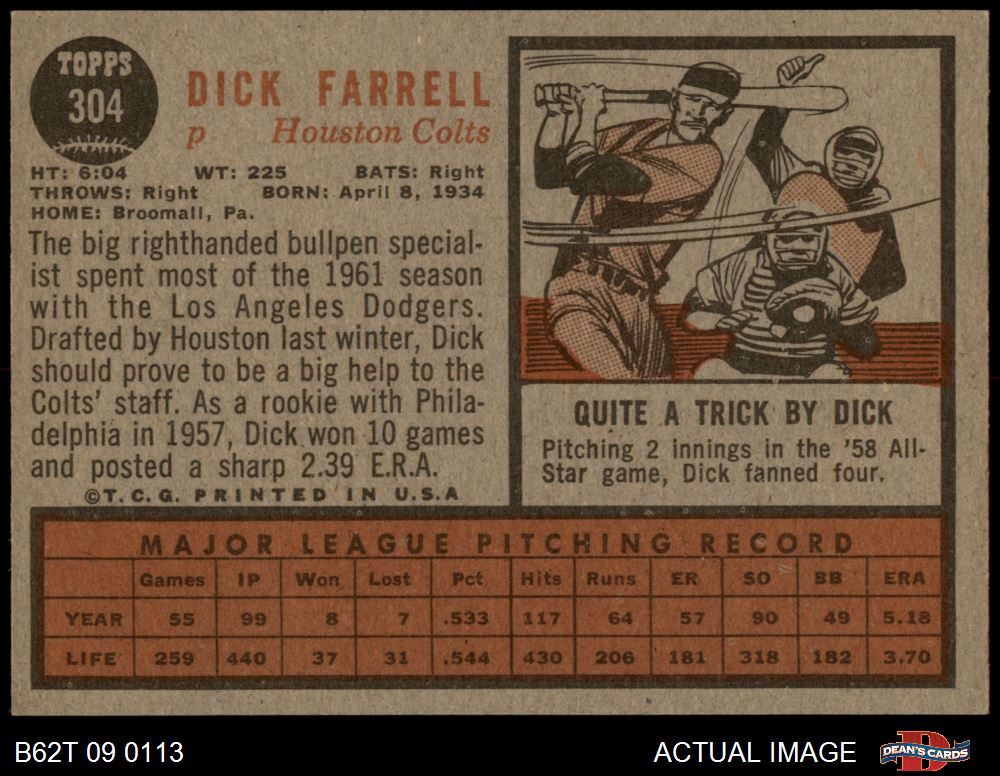 TOPPS
304
DICK FARRELL
p Houston Colts
HT: 6:04 WT: 225 BATS: Right
THROWS: Right BORN: April 8, 1934
HOME: Broomall, Pa.
The big righthanded bullpen special-
ist spent most of the 1961 season
with the Los Angeles Dodgers.
Drafted by Houston last winter, Dick
should prove to be a big help to the
Colts' staff. As a rookie with Phila-
delphia in 1957, Dick won 10 games
and posted a sharp 2.39 E.R.A.
©T.C.G. PRINTED IN U.S.A
QUITE A TRICK BY DICK
Pitching 2 innings in the '58 All-
Star game, Dick fanned four.
MAJOR LEAGUE PITCHING RECORD
Games IP Won Lost Pct. Hits Runs ER SO BB ERA
YEAR 55 99 8 7 .533 117 64 57 90 49 5.18
LIFE 259 440 37 31 .544 430 206 181 318 182 3.70
B62T 09 0113 ACTUAL IMAGE DEAN'S CARDS